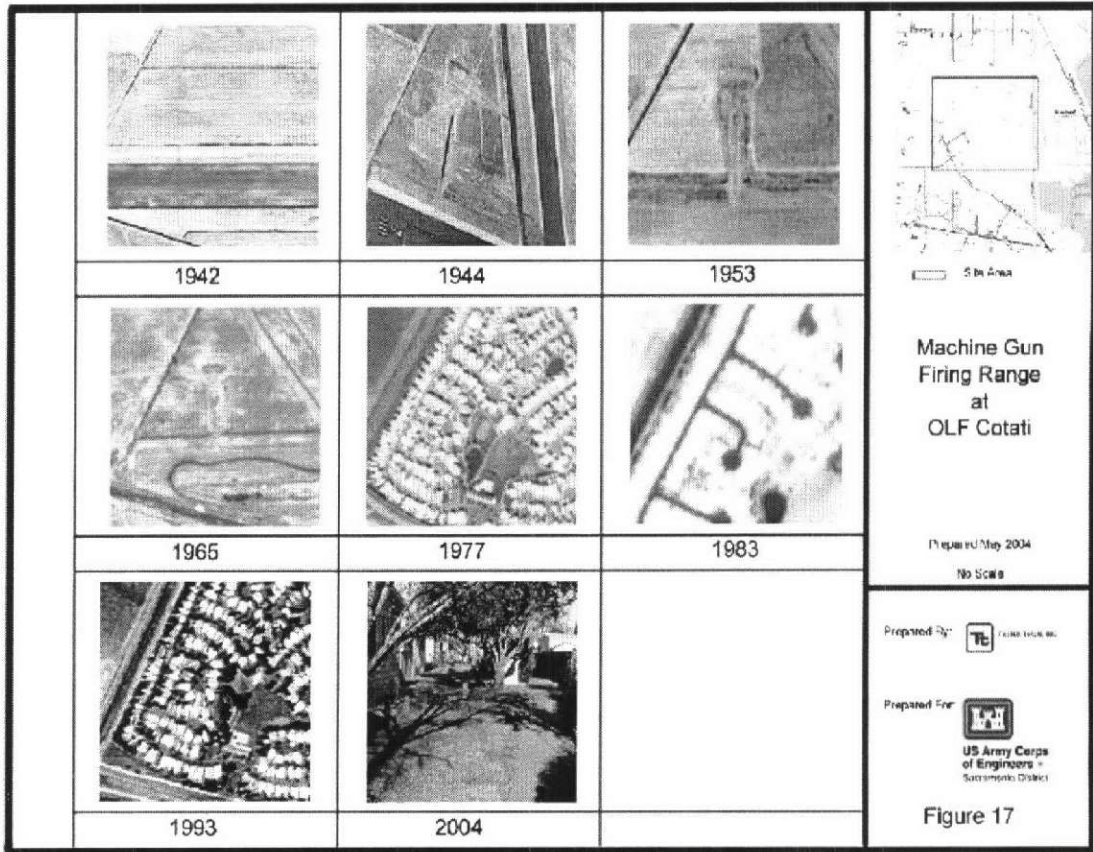 1942
1944
1953
Site Area
Machine Gun
Firing Range
at
OLF Cotati
1965
1977
1983
Prepared May 2004
No Scale
Prepared By:
Prepared For:
US Army Corps
of Engineers
Sacramento District
Figure 17
1993
2004